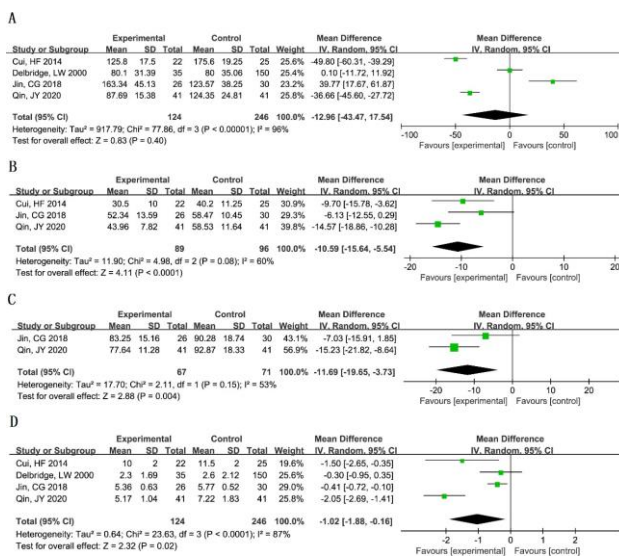 A
Experimental Control Mean Difference Mean Difference
Study or Subgroup Mean SD Total Mean SD Total Weight IV. Random. 95% CI IV. Random. 95% CI
Cui, HF 2014 125.8 17.5 22 175.6 19.25 25 25.6% -49.80 [-60.31, -39.29]
Delbridge, LW 2000 80.1 31.39 35 80 35.06 150 25.5% 0.10 [-11.72, 11.92]
Jin, CG 2018 163.34 45.13 26 123.57 38.25 30 23.0% 39.77 [17.67, 61.87]
Qin, JY 2020 87.69 15.38 41 124.35 24.81 41 25.9% -36.66 [-45.60, -27.72]
Total (95% CI) 124 246 100.0% -12.96 [-43.47, 17.54]
Heterogeneity: Tau² = 917.79; Chi² = 77.86, df = 3 (P < 0.00001); I² = 96%
Test for overall effect: Z = 0.83 (P = 0.40)
-100 -50 0 50 100
Favours [experimental] Favours [control]
B
Experimental Control Mean Difference Mean Difference
Study or Subgroup Mean SD Total Mean SD Total Weight IV. Random. 95% CI IV. Random. 95% CI
Cui, HF 2014 30.5 10 22 40.2 11.25 25 30.9% -9.70 [-15.78, -3.62]
Jin, CG 2018 52.34 13.59 26 58.47 10.45 30 29.3% -6.13 [-12.55, 0.29]
Qin, JY 2020 43.96 7.82 41 58.53 11.64 41 39.8% -14.57 [-18.86, -10.28]
Total (95% CI) 89 96 100.0% -10.59 [-15.64, -5.54]
Heterogeneity: Tau² = 11.90; Chi² = 4.98, df = 2 (P = 0.08); I² = 60%
Test for overall effect: Z = 4.11 (P < 0.0001)
-20 -10 0 10 20
Favours [experimental] Favours [control]
C
Experimental Control Mean Difference Mean Difference
Study or Subgroup Mean SD Total Mean SD Total Weight IV. Random. 95% CI IV. Random. 95% CI
Jin, CG 2018 83.25 15.16 26 90.28 18.74 30 43.1% -7.03 [-15.91, 1.85]
Qin, JY 2020 77.64 11.28 41 92.87 18.33 41 56.9% -15.23 [-21.82, -8.64]
Total (95% CI) 67 71 100.0% -11.69 [-19.65, -3.73]
Heterogeneity: Tau² = 17.70; Chi² = 2.11, df = 1 (P = 0.15); I² = 53%
Test for overall effect: Z = 2.88 (P = 0.004)
-20 -10 0 10 20
Favours [experimental] Favours [control]
D
Experimental Control Mean Difference Mean Difference
Study or Subgroup Mean SD Total Mean SD Total Weight IV. Random. 95% CI IV. Random. 95% CI
Cui, HF 2014 10 2 22 11.5 2 25 19.6% -1.50 [-2.65, -0.35]
Delbridge, LW 2000 2.3 1.69 35 2.6 2.12 150 25.5% -0.30 [-0.95, 0.35]
Jin, CG 2018 5.36 0.63 26 5.77 0.52 30 29.3% -0.41 [-0.72, -0.10]
Qin, JY 2020 5.17 1.04 41 7.22 1.83 41 25.6% -2.05 [-2.69, -1.41]
Total (95% CI) 124 246 100.0% -1.02 [-1.88, -0.16]
Heterogeneity: Tau² = 0.64; Chi² = 23.63, df = 3 (P < 0.0001); I² = 87%
Test for overall effect: Z = 2.32 (P = 0.02)
-2 -1 0 1 2
Favours [experimental] Favours [control]